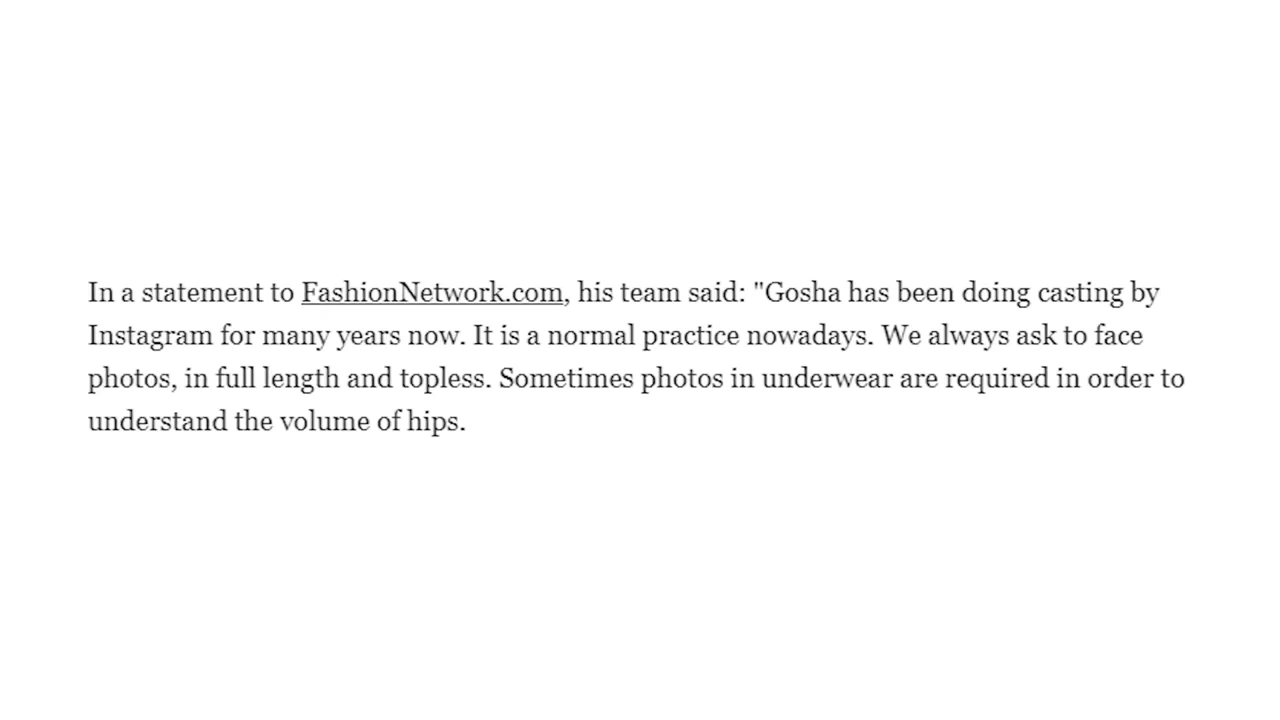 In a statement to FashionNetwork.com, his team said: "Gosha has been doing casting by
Instagram for many years now. It is a normal practice nowadays. We always ask to face
photos, in full length and topless. Sometimes photos in underwear are required in order to
understand the volume of hips.